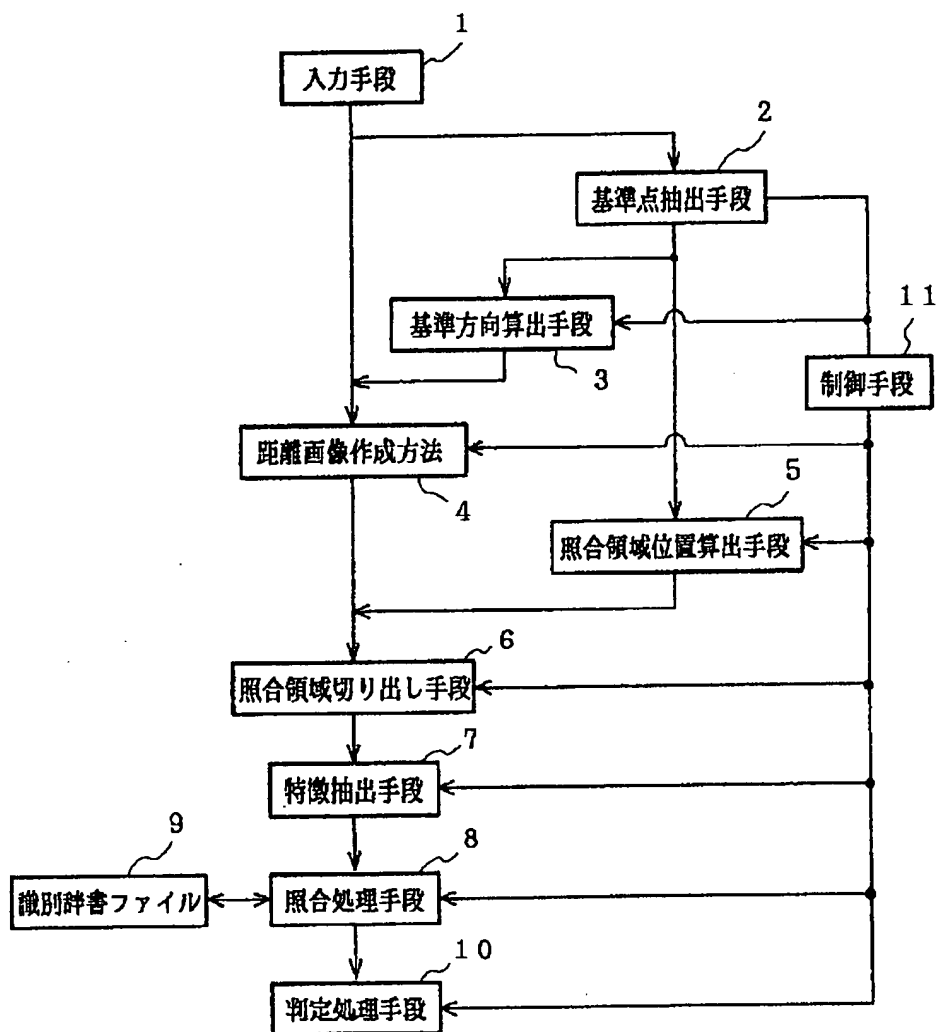 1
入力手段
2
基準点抽出手段
11
基準方向算出手段
3
制御手段
距離画像作成方法
4
5
照合領域位置算出手段
6
照合領域切り出し手段
7
特徴抽出手段
9
8
識別辞書ファイル
照合処理手段
10
判定処理手段